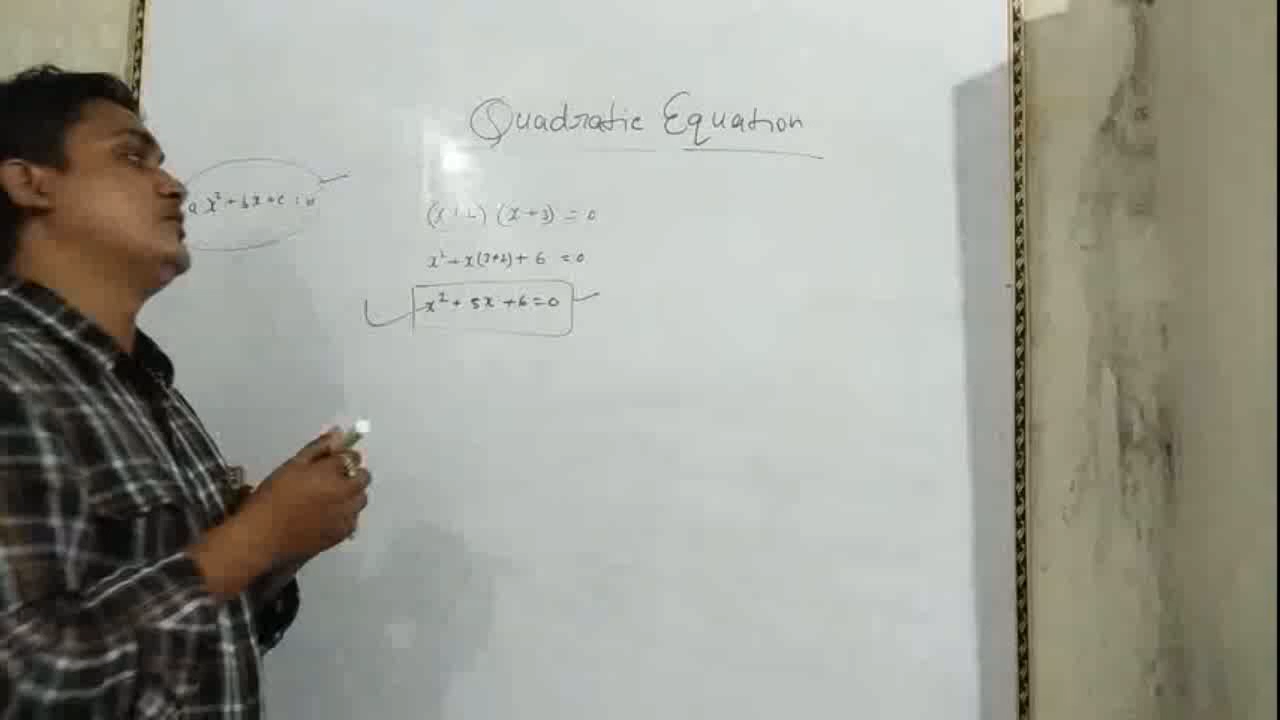 Quadratic Equation
ax² + bx + c = 0
(x + 2) (x + 3) = 0
x² + x(3+2) + 6 = 0
x² + 5x + 6 = 0